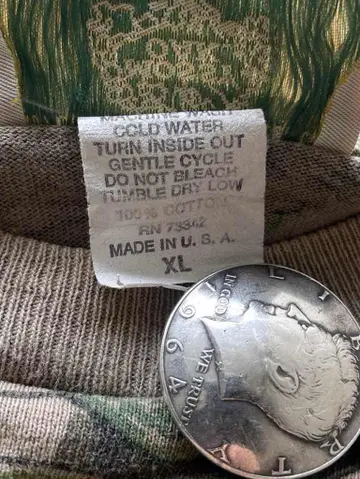 MACHINE WASH
COLD WATER
TURN INSIDE OUT
GENTLE CYCLE
DO NOT BLEACH
TUMBLE DRY LOW
100% COTTON
RN 73342
MADE IN U.S.A.
XL
IN GOD
WE TRUST